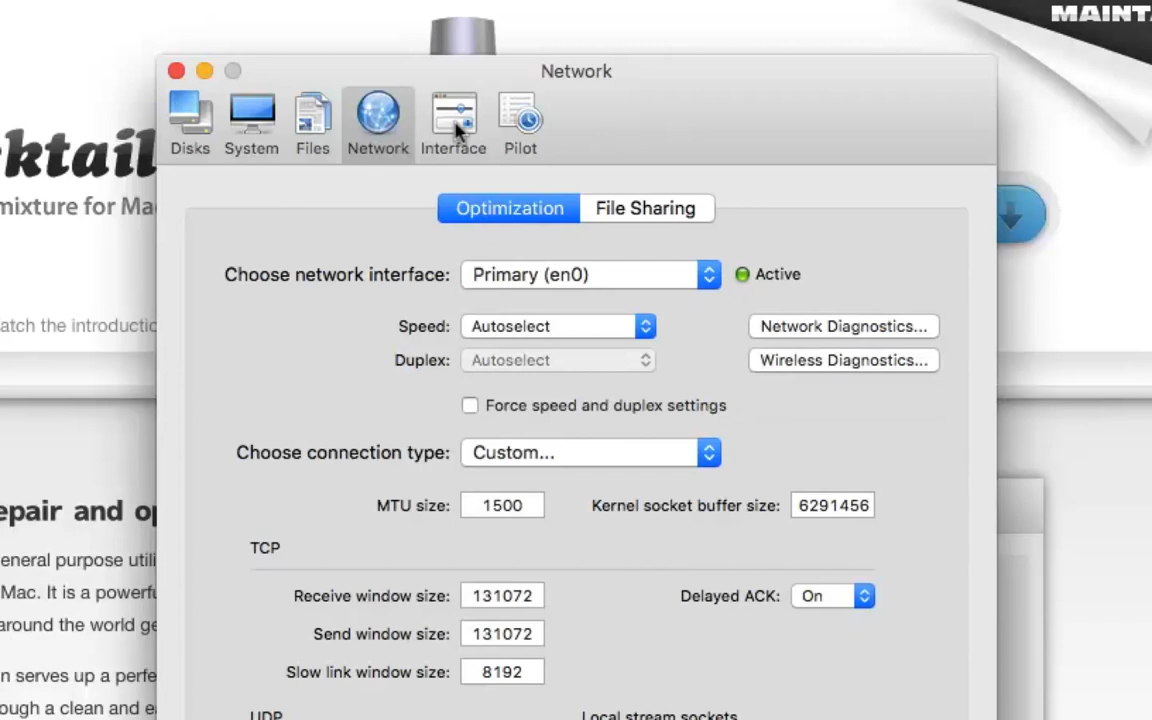 MAINT
Network
Disks System Files Network Interface Pilot
ktail
mixture for Ma
Optimization File Sharing
Choose network interface: Primary (en0) Active
atch the introductio
Speed: Autoselect Network Diagnostics...
Duplex: Autoselect Wireless Diagnostics...
Force speed and duplex settings
Choose connection type: Custom...
MTU size: 1500 Kernel socket buffer size: 6291456
epair and op
TCP
eneral purpose utili
Mac. It is a powerfu
Receive window size: 131072 Delayed ACK: On
around the world ge
Send window size: 131072
Slow link window size: 8192
n serves up a perfe
ough a clean and e
UDP Local stream sockets